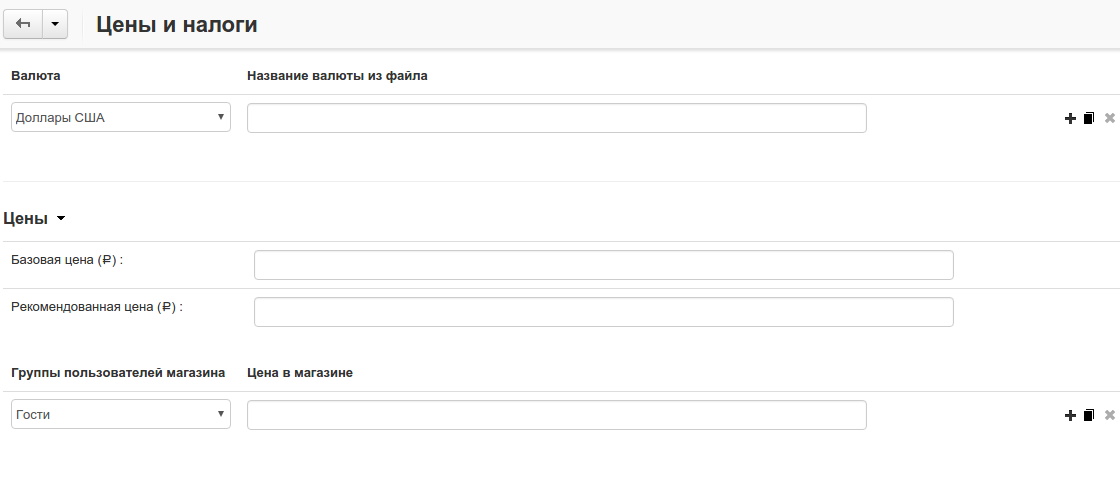 Цены и налоги
Валюта Название валюты из файла
Доллары США
Цены
Базовая цена (₽) :
Рекомендованная цена (₽) :
Группы пользователей магазина Цена в магазине
Гости